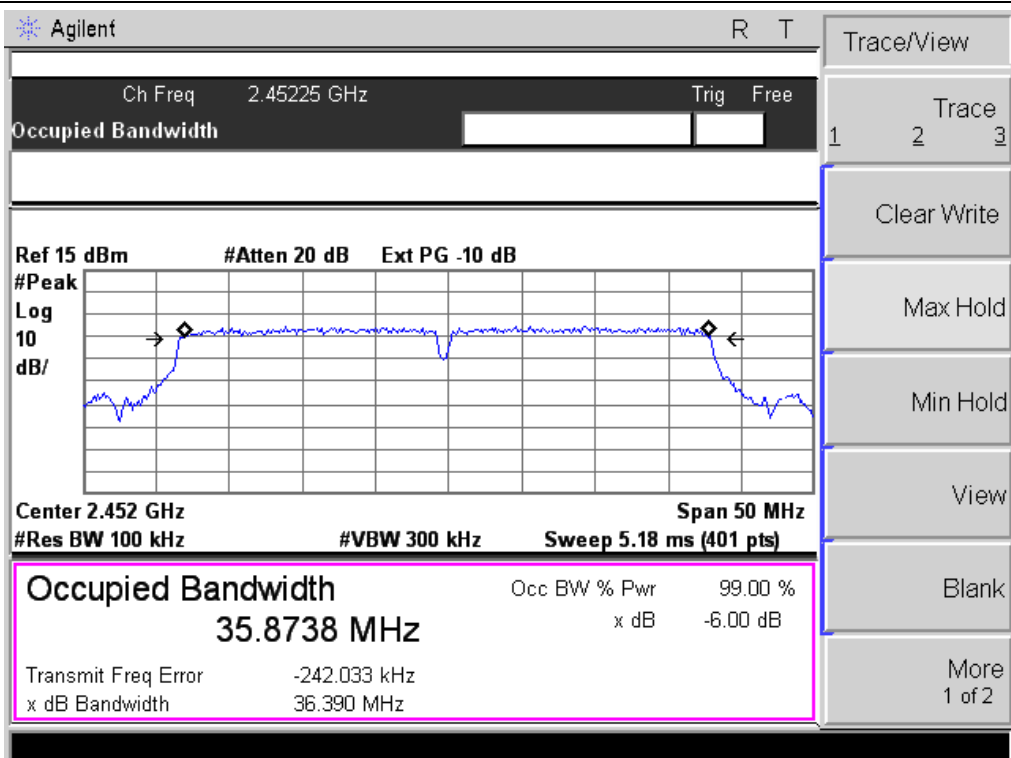 Agilent R T
Ch Freq 2.45225 GHz Trig Free
Occupied Bandwidth
Ref 15 dBm #Atten 20 dB Ext PG -10 dB
#Peak
Log
10
dB/
Center 2.452 GHz Span 50 MHz
#Res BW 100 kHz #VBW 300 kHz Sweep 5.18 ms (401 pts)
Occupied Bandwidth Occ BW % Pwr 99.00 %
35.8738 MHz x dB -6.00 dB
Transmit Freq Error -242.033 kHz
x dB Bandwidth 36.390 MHz
Trace/View
Trace
1 2 3
Clear Write
Max Hold
Min Hold
View
Blank
More
1 of 2